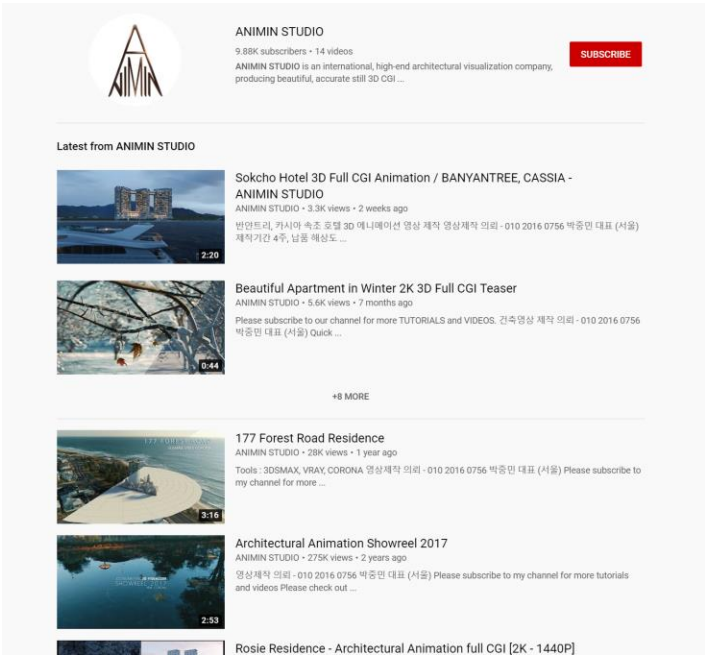 ANIMIN
ANIMIN STUDIO
9.88K subscribers • 14 videos
ANIMIN STUDIO is an international, high-end architectural visualization company,
producing beautiful, accurate still 3D CGI ...
SUBSCRIBE
Latest from ANIMIN STUDIO
2:20
Sokcho Hotel 3D Full CGI Animation / BANYANTREE, CASSIA -
ANIMIN STUDIO
ANIMIN STUDIO • 3.3K views • 2 weeks ago
반얀트리, 카시아 속초 호텔 3D 에니메이션 영상 제작 영상제작 의뢰 - 010 2016 0756 박중민 대표 (서울)
제작기간 4주, 납품 해상도 ...
0:44
Beautiful Apartment in Winter 2K 3D Full CGI Teaser
ANIMIN STUDIO • 5.6K views • 7 months ago
Please subscribe to our channel for more TUTORIALS and VIDEOS. 건축영상 제작 의뢰 - 010 2016 0756
박중민 대표 (서울) Quick ...
+8 MORE
177 FOREST ROAD
3:16
177 Forest Road Residence
ANIMIN STUDIO • 28K views • 1 year ago
Tools : 3DSMAX, VRAY, CORONA 영상제작 의뢰 - 010 2016 0756 박중민 대표 (서울) Please subscribe to
my channel for more ...
SHOWREEL 2017
2:53
Architectural Animation Showreel 2017
ANIMIN STUDIO • 275K views • 2 years ago
영상제작 의뢰 - 010 2016 0756 박중민 대표 (서울) Please subscribe to my channel for more tutorials
and videos Please check out ...
Rosie Residence - Architectural Animation full CGI [2K - 1440P]